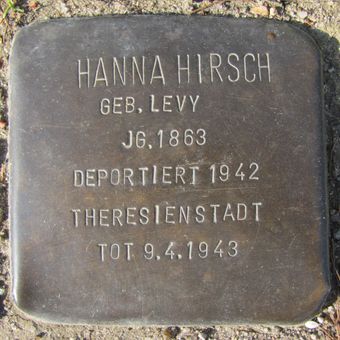 HANNA HIRSCH
GEB. LEVY
JG. 1863
DEPORTIERT 1942
THERESIENSTADT
TOT 9.4.1943